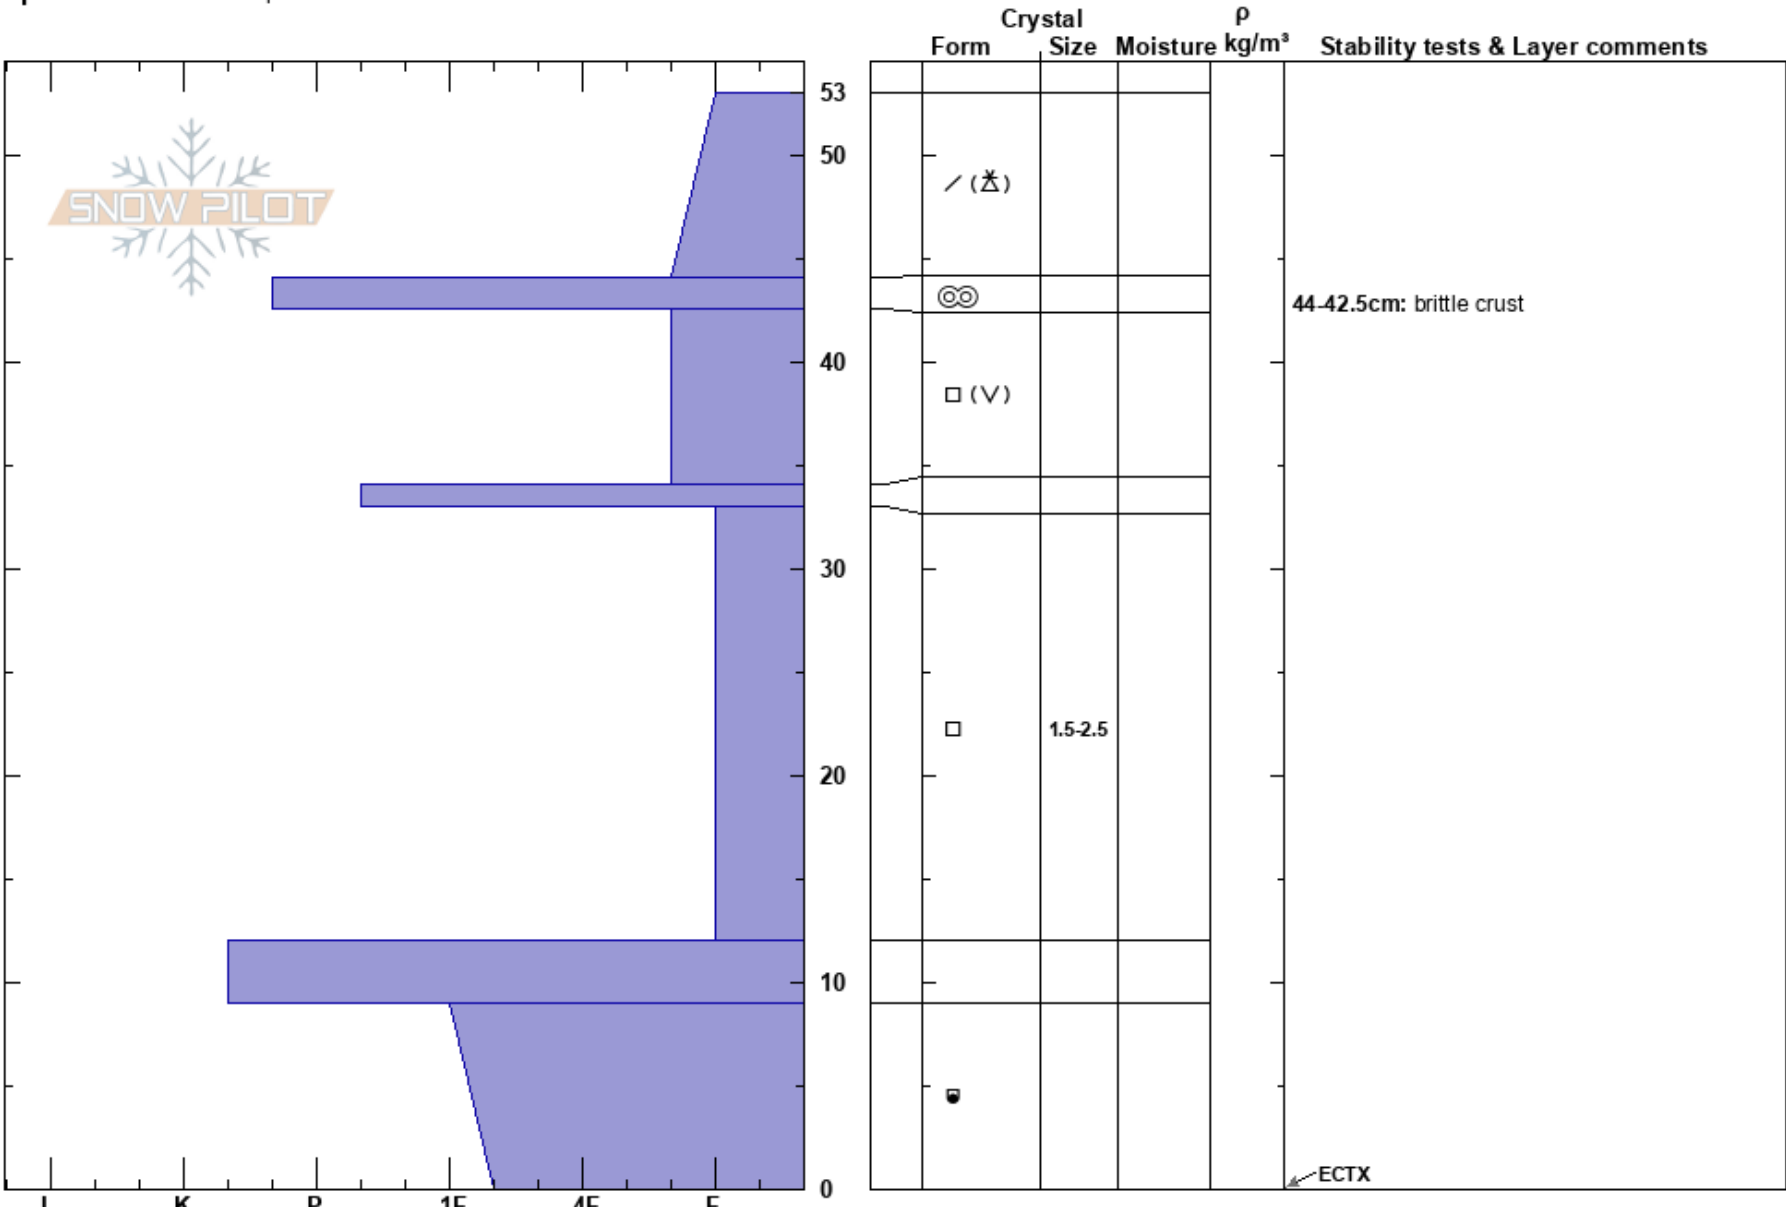 Crystal
ρ
Form Size Moisture kg/m³ Stability tests & Layer comments
53
50
SNOW PILOT
44-42.5cm: brittle crust
40
30
1.5-2.5
20
10
ECTX
0